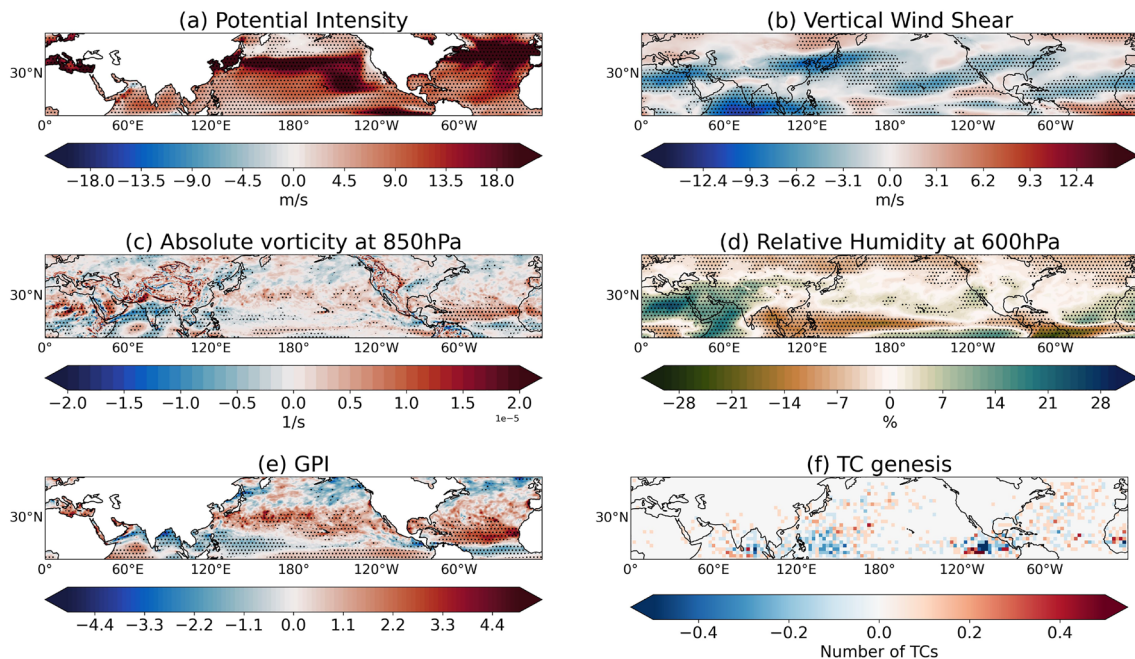 (a) Potential Intensity
30°N
0° 60°E 120°E 180° 120°W 60°W
−18.0 −13.5 −9.0 −4.5 0.0 4.5 9.0 13.5 18.0
m/s
(b) Vertical Wind Shear
30°N
0° 60°E 120°E 180° 120°W 60°W
−12.4 −9.3 −6.2 −3.1 0.0 3.1 6.2 9.3 12.4
m/s
(c) Absolute vorticity at 850hPa
30°N
0° 60°E 120°E 180° 120°W 60°W
−2.0 −1.5 −1.0 −0.5 0.0 0.5 1.0 1.5 2.0
1/s
1e−5
(d) Relative Humidity at 600hPa
30°N
0° 60°E 120°E 180° 120°W 60°W
−28 −21 −14 −7 0 7 14 21 28
%
(e) GPI
30°N
0° 60°E 120°E 180° 120°W 60°W
−4.4 −3.3 −2.2 −1.1 0.0 1.1 2.2 3.3 4.4
(f) TC genesis
30°N
0° 60°E 120°E 180° 120°W 60°W
−0.4 −0.2 0.0 0.2 0.4
Number of TCs